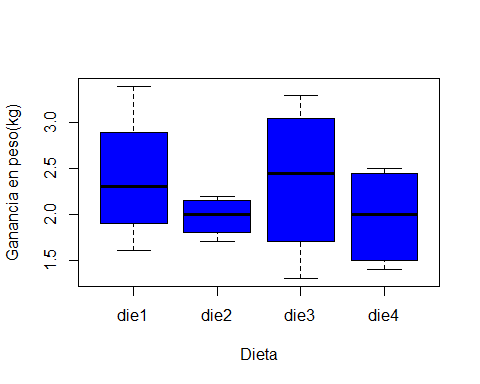 Ganancia en peso(kg)
3.0
2.5
2.0
1.5
die1 die2 die3 die4
Dieta